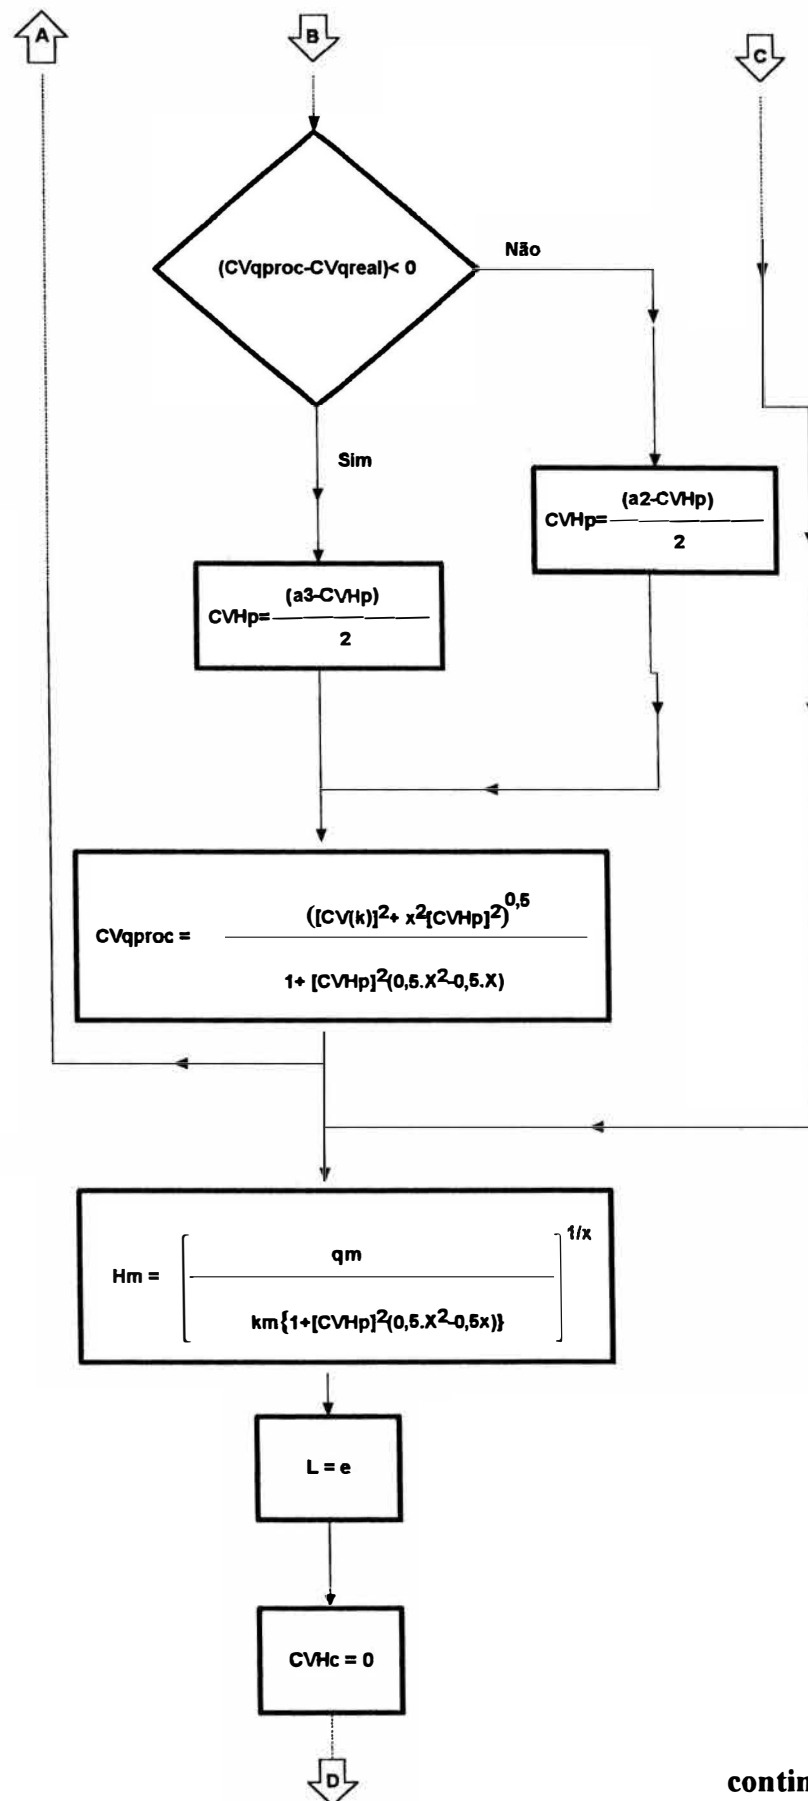 A
B
C
(CVqproc-CVqreal)< 0
Não
Sim
(a2-CVHp)
CVHp=
2
(a3-CVHp)
CVHp=
2
([CV(k)]²+ x²[CVHp]²)^0,5
CVqproc =
1+ [CVHp]²(0,5.X²-0,5.X)
1/x
qm
Hm =
km{1+[CVHp]²(0,5.X²-0,5x)}
L = e
CVHc = 0
D
contin